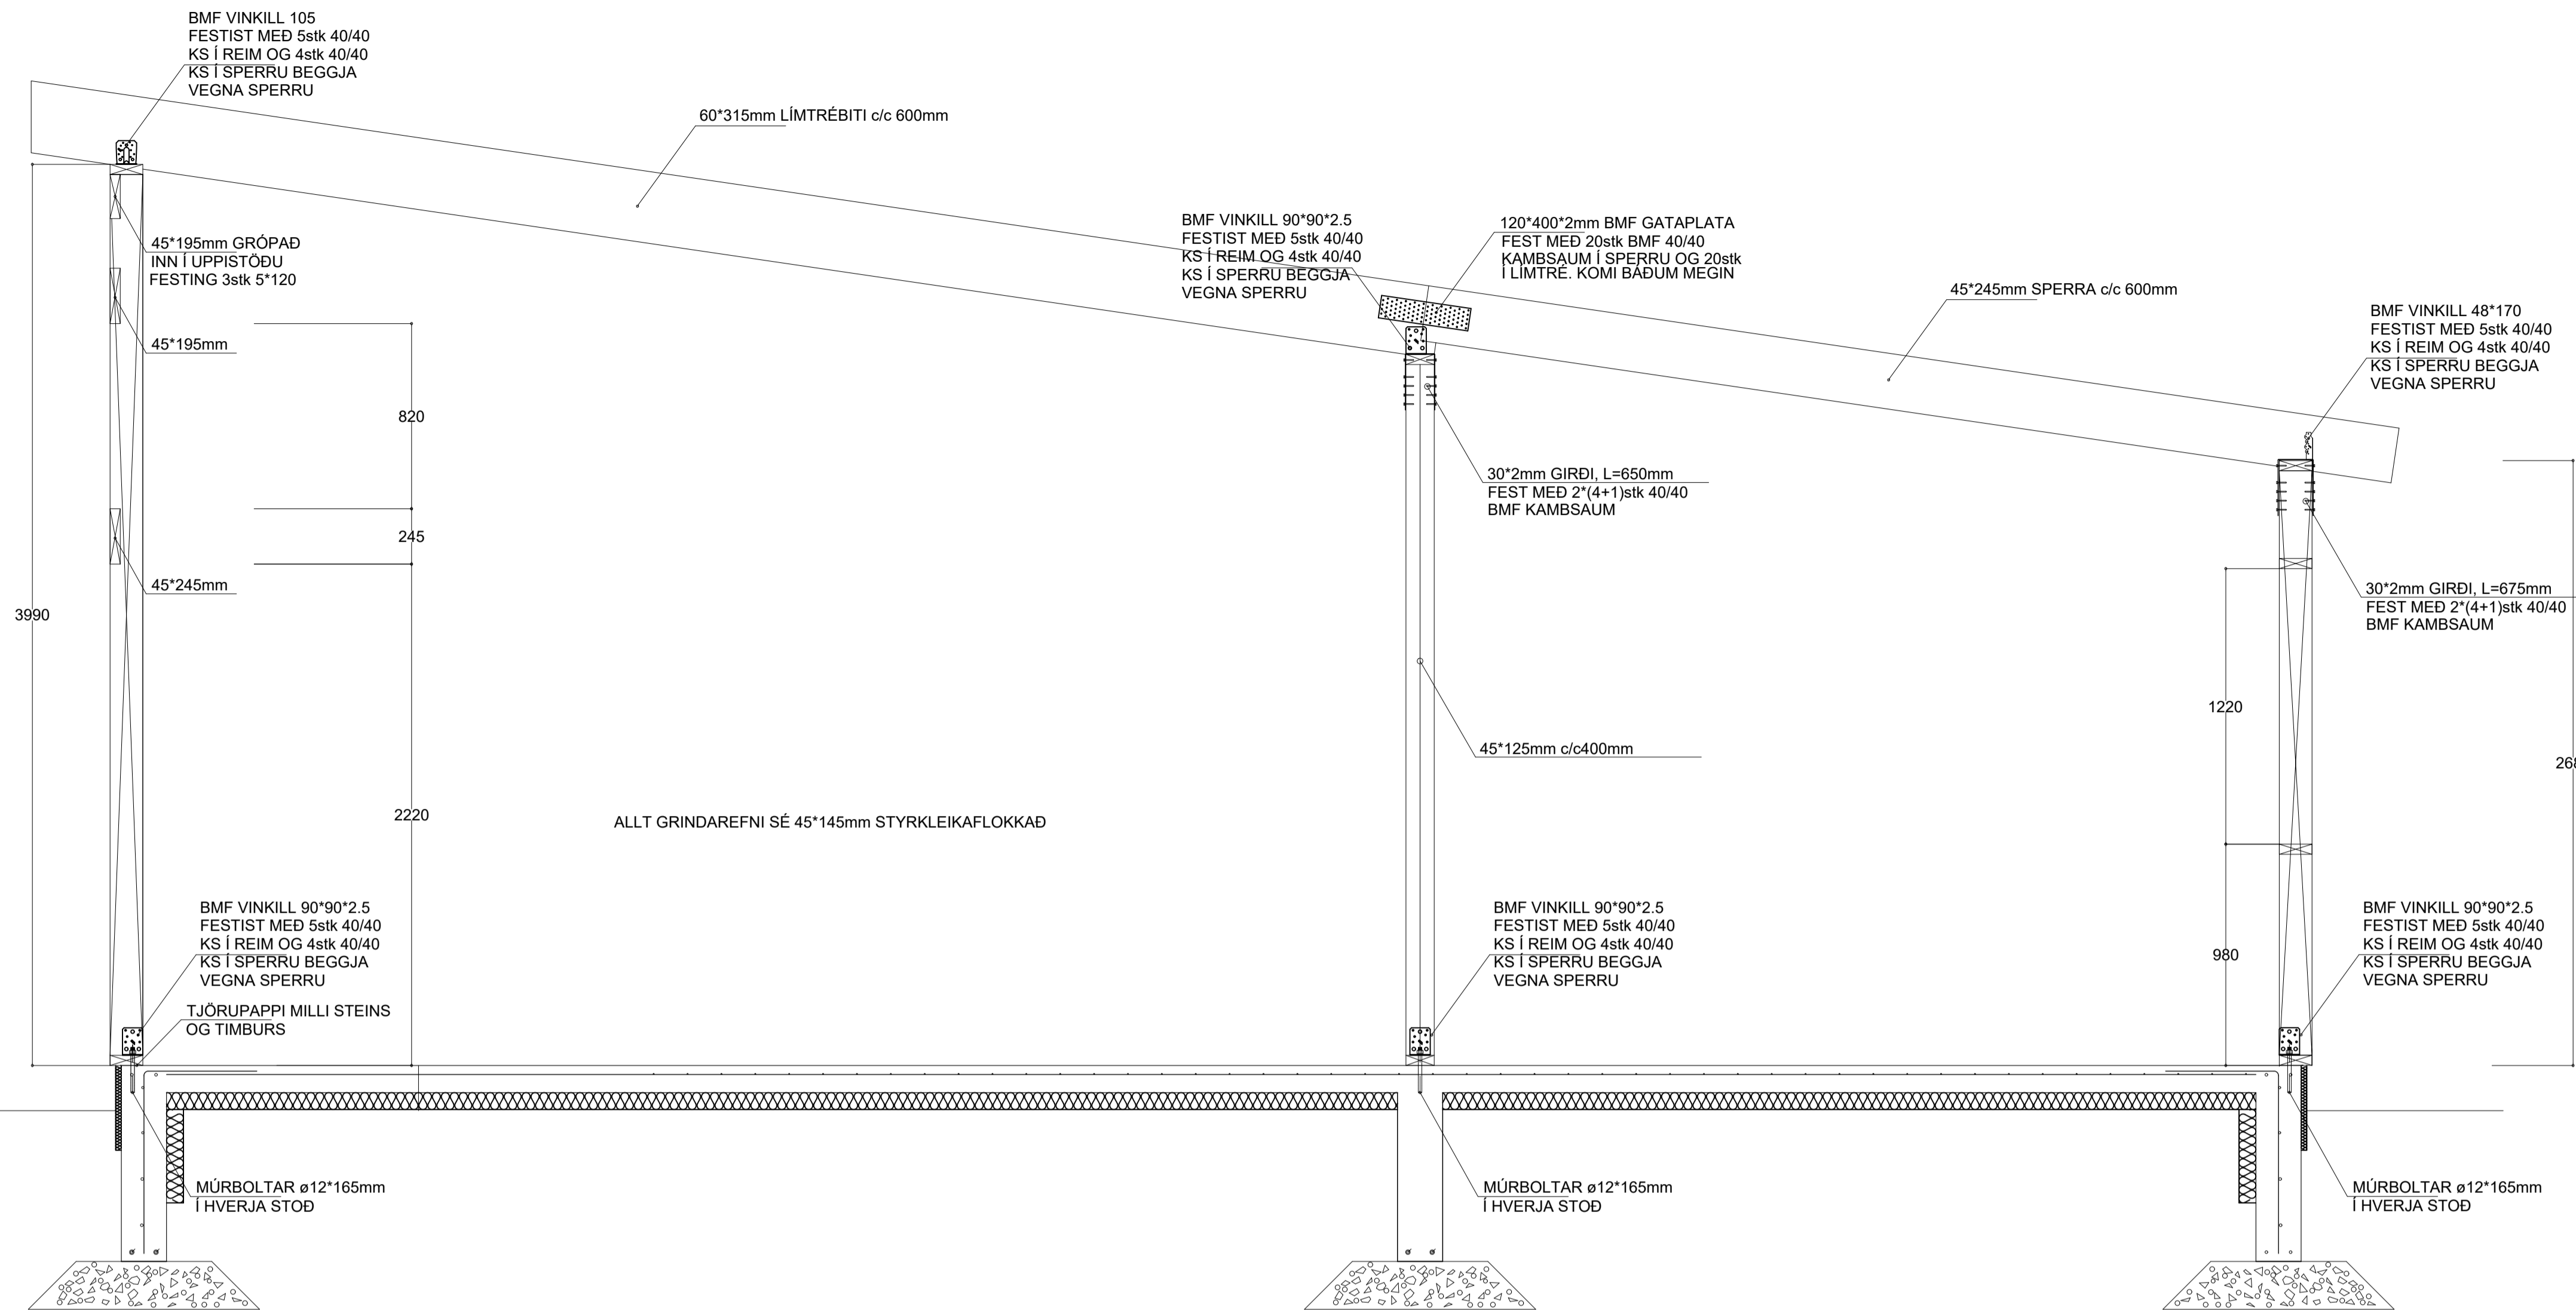 BMF VINKILL 105
FESTIST MEÐ 5stk 40/40
KS Í REIM OG 4stk 40/40
KS Í SPERRU BEGGJA
VEGNA SPERRU
60*315mm LÍMTRÉBITI c/c 600mm
BMF VINKILL 90*90*2.5
FESTIST MEÐ 5stk 40/40
KS Í REIM OG 4stk 40/40
KS Í SPERRU BEGGJA
VEGNA SPERRU
120*400*2mm BMF GATAPLATA
FEST MEÐ 20stk BMF 40/40
KAMBSAUM Í SPERRU OG 20stk
Í LÍMTRÉ. KOMI BÁÐUM MEGIN
45*245mm SPERRA c/c 600mm
BMF VINKILL 48*170
FESTIST MEÐ 5stk 40/40
KS Í REIM OG 4stk 40/40
KS Í SPERRU BEGGJA
VEGNA SPERRU
45*195mm GRÓPAÐ
INN Í UPPISTÖÐU
FESTING 3stk 5*120
45*195mm
820
245
45*245mm
3990
2220
30*2mm GIRÐI, L=650mm
FEST MEÐ 2*(4+1)stk 40/40
BMF KAMBSAUM
30*2mm GIRÐI, L=675mm
FEST MEÐ 2*(4+1)stk 40/40
BMF KAMBSAUM
1220
45*125mm c/c400mm
ALLT GRINDAREFNI SÉ 45*145mm STYRKLEIKAFLOKKAÐ
980
BMF VINKILL 90*90*2.5
FESTIST MEÐ 5stk 40/40
KS Í REIM OG 4stk 40/40
KS Í SPERRU BEGGJA
VEGNA SPERRU
TJÖRUPAPPI MILLI STEINS
OG TIMBURS
BMF VINKILL 90*90*2.5
FESTIST MEÐ 5stk 40/40
KS Í REIM OG 4stk 40/40
KS Í SPERRU BEGGJA
VEGNA SPERRU
BMF VINKILL 90*90*2.5
FESTIST MEÐ 5stk 40/40
KS Í REIM OG 4stk 40/40
KS Í SPERRU BEGGJA
VEGNA SPERRU
MÚRBOLTAR ø12*165mm
Í HVERJA STOÐ
MÚRBOLTAR ø12*165mm
Í HVERJA STOÐ
MÚRBOLTAR ø12*165mm
Í HVERJA STOÐ